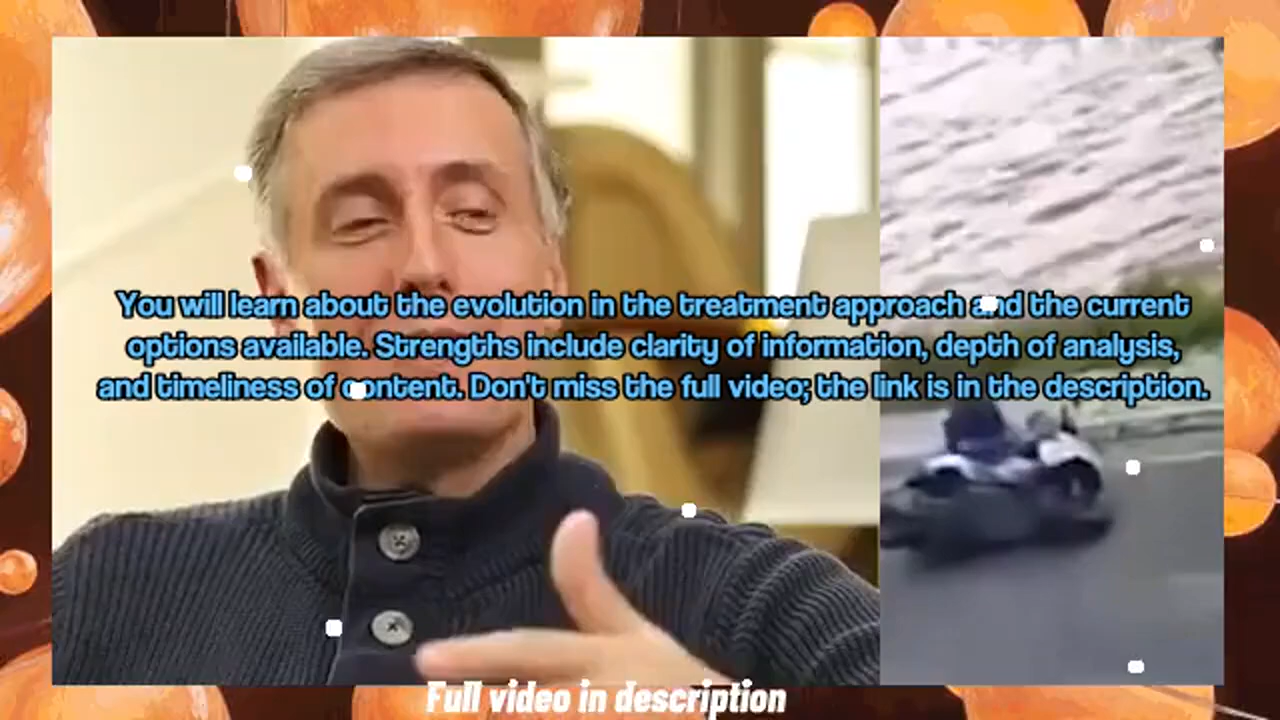 You will learn about the evolution in the treatment approach and the current
options available. Strengths include clarity of information, depth of analysis,
and timeliness of content. Don't miss the full video; the link is in the description.
Full video in description